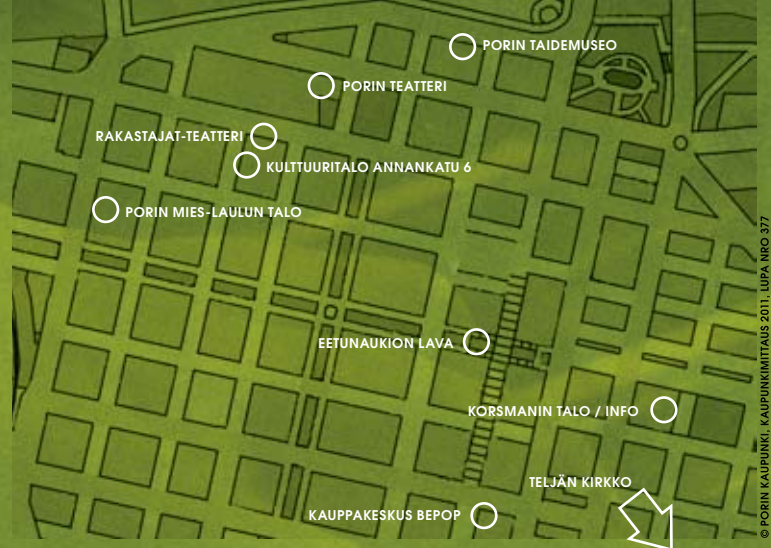 PORIN TAIDEMUSEO
PORIN TEATTERI
RAKASTAJAT-TEATTERI
KULTTUURITALO ANNANKATU 6
PORIN MIES-LAULUN TALO
EETUNAUKION LAVA
KORSMANIN TALO / INFO
TELJÄN KIRKKO
KAUPPAKESKUS BEPOP
© PORIN KAUPUNKI, KAUPUNKIMITTAUS 2011, LUPA NRO 377